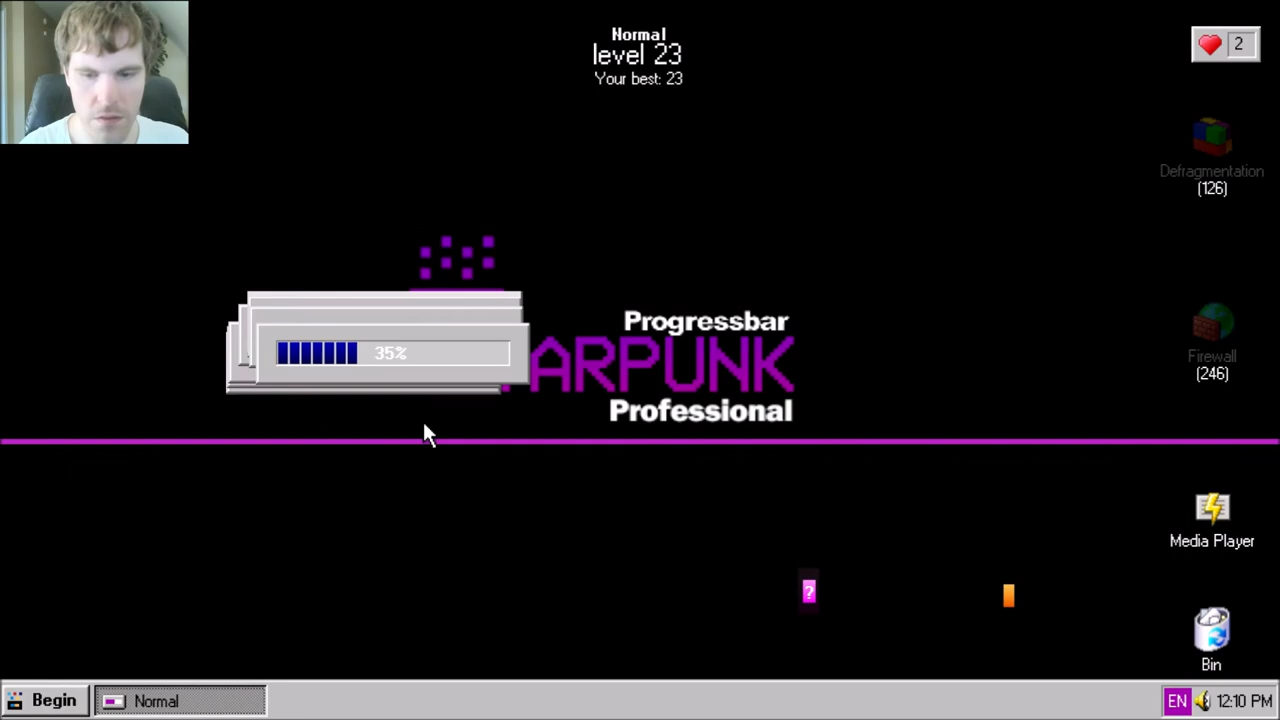 Normal
level 23
Your best: 23
2
Defragmentation
(126)
Progressbar
35%
ARPUNK
Professional
Firewall
(246)
Media Player
?
Bin
Begin
Normal
EN
12:10 PM